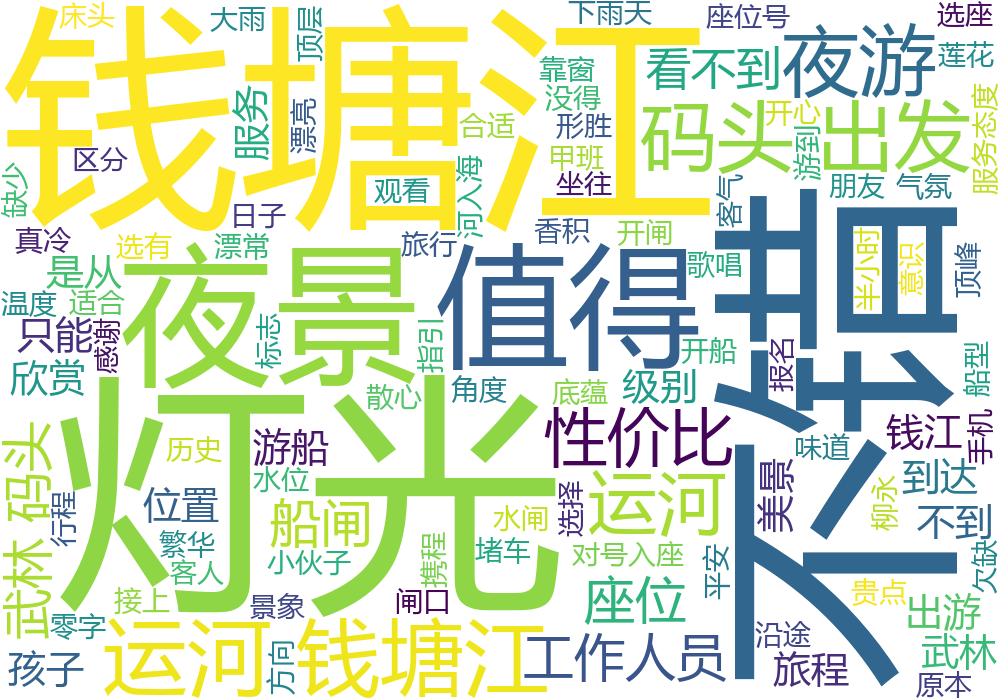 床头
大雨
顶层
下雨天
座位号
选座
钱塘江
夜游
莲花
看不到
靠窗
没得
服务
漂亮
合适
形胜
码头出发
开心
服务态度
区分
甲班
游到
缺少
观看
河入海
坐往
客气
朋友
气氛
日子
真冷
选有
漂常
旅行
香积
开闸
不错
半小时
意识
顶峰
是从
夜景
值得
歌唱
温度
适合
只能
感谢
标志
指引
开船
报名
船型
欣赏
灯光
散心
角度
底蕴
级别
性价比
钱江
手机
历史
游船
味道
武林码头
行程
位置
水位
船闸
水闸
选择
运河
美景
柳永
到达
不到
繁华
客人
小伙子
携程
堵车
对号入座
平安
欠缺
接上
景象
闸口
座位
贵点
出游
零字
沿途
武林
孩子
运河钱塘江
方向
工作人员
旅程
原本